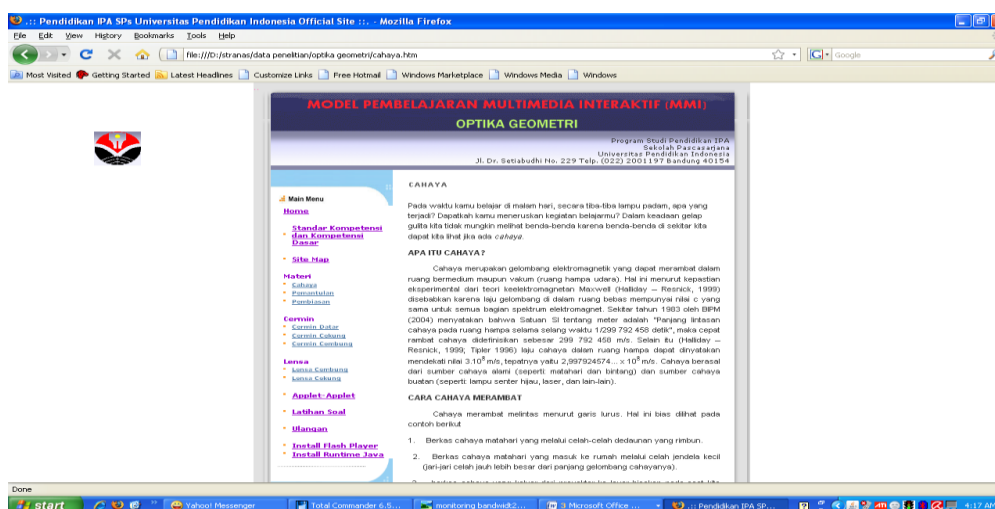 .:: Pendidikan IPA SPs Universitas Pendidikan Indonesia Official Site ::. - Mozilla Firefox
File Edit View History Bookmarks Tools Help
file:///D:/stranas/data penelitian/optika geometri/cahaya.htm
Google
Most Visited Getting Started Latest Headlines Customize Links Free Hotmail Windows Marketplace Windows Media Windows
MODEL PEMBELAJARAN MULTIMEDIA INTERAKTIF (MMI)
OPTIKA GEOMETRI
Program Studi Pendidikan IPA
Sekolah Pascasarjana
Universitas Pendidikan Indonesia
Jl. Dr. Setiabudhi No. 229 Telp. (022) 2001197 Bandung 40154
Main Menu
Home
Standar Kompetensi
dan Kompetensi
Dasar
Site Map
Materi
Cahaya
Pemantulan
Pembiasan
Cermin
Cermin Datar
Cermin Cekung
Cermin Cembung
Lensa
Lensa Cembung
Lensa Cekung
Applet-Applet
Latihan Soal
Ulangan
Install Flash Player
Install Runtime Java
CAHAYA
Pada waktu kamu belajar di malam hari, secara tiba-tiba lampu padam, apa yang
terjadi? Dapatkah kamu meneruskan kegiatan belajarmu? Dalam keadaan gelap
gulita kita tidak mungkin melihat benda-benda karena benda-benda di sekitar kita
dapat kita lihat jika ada cahaya.
APA ITU CAHAYA?
Cahaya merupakan gelombang elektromagnetik yang dapat merambat dalam
ruang bermedium maupun vakum (ruang hampa udara). Hal ini menurut kepastian
eksperimental dari teori keelektromagnetan Maxwell (Halliday – Resnick, 1999)
disebabkan karena laju gelombang di dalam ruang bebas mempunyai nilai c yang
sama untuk semua bagian spektrum elektromagnet. Sekitar tahun 1983 oleh BIPM
(2004) menyatakan bahwa Satuan SI tentang meter adalah "Panjang lintasan
cahaya pada ruang hampa selama selang waktu 1/299 792 458 detik", maka cepat
rambat cahaya didefinisikan sebesar 299 792 458 m/s. Selain itu (Halliday –
Resnick, 1999; Tipler 1996) laju cahaya dalam ruang hampa dapat dinyatakan
mendekati nilai 3.10⁸ m/s, tepatnya yaitu 2,997924574... x 10⁸ m/s. Cahaya berasal
dari sumber cahaya alami (seperti: matahari dan bintang) dan sumber cahaya
buatan (seperti: lampu senter hijau, laser, dan lain-lain).
CARA CAHAYA MERAMBAT
Cahaya merambat melintas menurut garis lurus. Hal ini bias dilihat pada
contoh berikut
1. Berkas cahaya matahari yang melalui celah-celah dedaunan yang rimbun.
2. Berkas cahaya matahari yang masuk ke rumah melalui celah jendela kecil
(jari-jari celah jauh lebih besar dari panjang gelombang cahayanya).
Done
start Yahoo! Messenger Total Commander 6.5... monitoring bandwidt2... 3 Microsoft Office ... .:: Pendidikan IPA SP... 4:17 AM